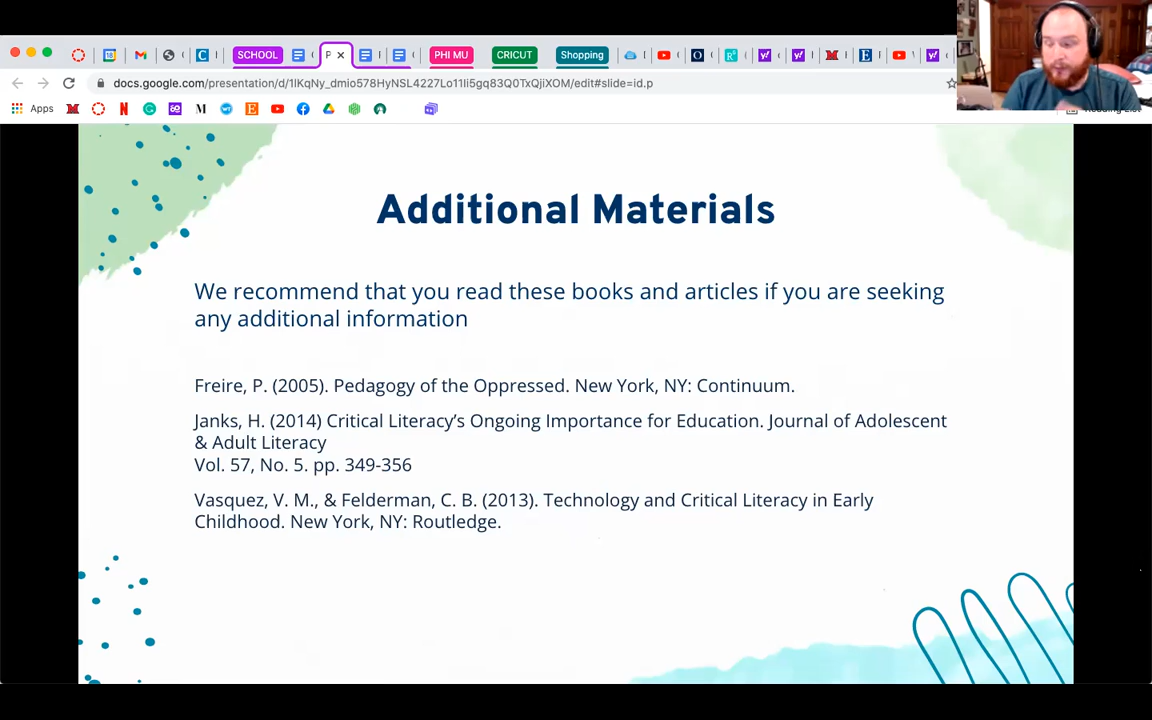 SCHOOL
P
PHI MU
CRICUT
Shopping
docs.google.com/presentation/d/1IKqNy_dmio578HyNSL4227Lo11Ii5gq83Q0TxQjiXOM/edit#slide=id.p
Apps
Additional Materials
We recommend that you read these books and articles if you are seeking
any additional information
Freire, P. (2005). Pedagogy of the Oppressed. New York, NY: Continuum.
Janks, H. (2014) Critical Literacy’s Ongoing Importance for Education. Journal of Adolescent
& Adult Literacy
Vol. 57, No. 5. pp. 349-356
Vasquez, V. M., & Felderman, C. B. (2013). Technology and Critical Literacy in Early
Childhood. New York, NY: Routledge.